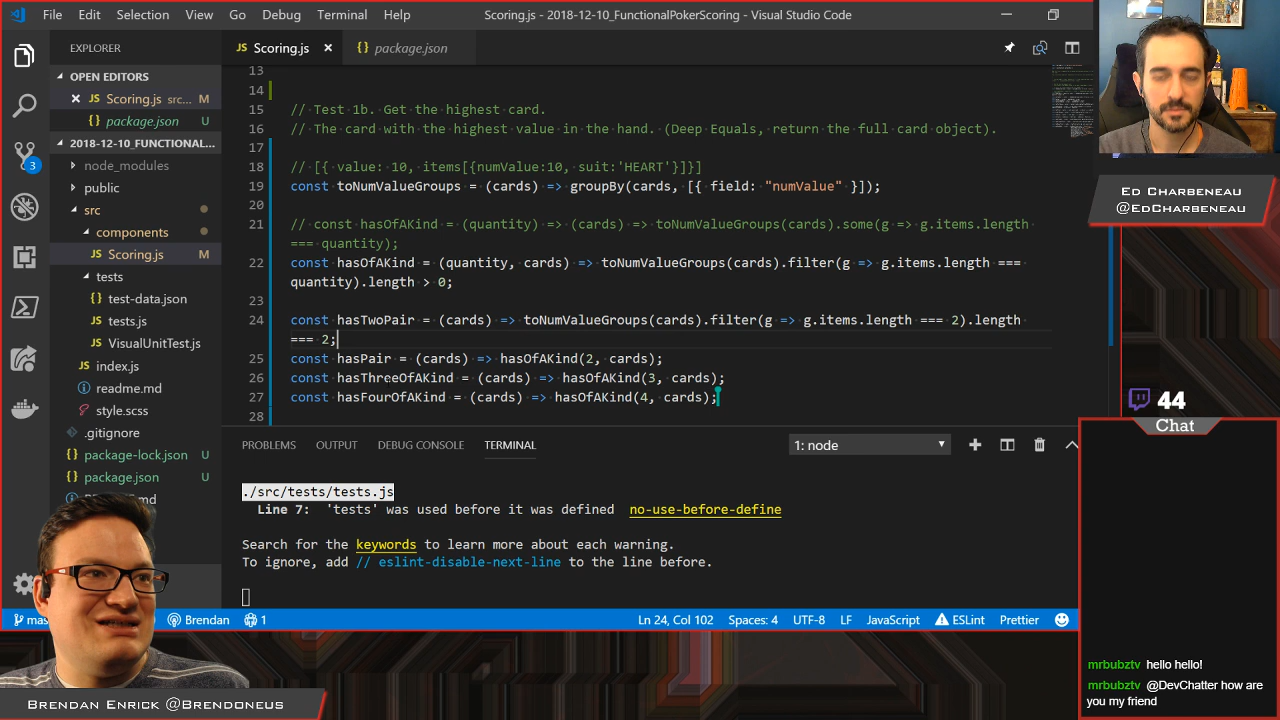 File Edit Selection View Go Debug Terminal Help
Scoring.js - 2018-12-10_FunctionalPokerScoring - Visual Studio Code
EXPLORER
OPEN EDITORS
Scoring.js src... M
package.json U
2018-12-10_FUNCTIONAL...
node_modules
public
src
components
Scoring.js M
tests
test-data.json
tests.js
VisualUnitTest.js
index.js
readme.md
style.scss
.gitignore
package-lock.json U
package.json U
3
JS Scoring.js
{} package.json
13
14
15 // Test 1b. Get the highest card.
16 // The card with the highest value in the hand. (Deep Equals, return the full card object).
17
18 // [{ value: 10, items[{numValue:10, suit:'HEART'}]}]
19 const toNumValueGroups = (cards) => groupBy(cards, [{ field: "numValue" }]);
20
21 // const hasOfAKind = (quantity) => (cards) => toNumValueGroups(cards).some(g => g.items.length
=== quantity);
22 const hasOfAKind = (quantity, cards) => toNumValueGroups(cards).filter(g => g.items.length ===
quantity).length > 0;
23
24 const hasTwoPair = (cards) => toNumValueGroups(cards).filter(g => g.items.length === 2).length
=== 2;
25 const hasPair = (cards) => hasOfAKind(2, cards);
26 const hasThreeOfAKind = (cards) => hasOfAKind(3, cards);
27 const hasFourOfAKind = (cards) => hasOfAKind(4, cards);
28
PROBLEMS OUTPUT DEBUG CONSOLE TERMINAL
1: node
./src/tests/tests.js
Line 7: 'tests' was used before it was defined no-use-before-define
Search for the keywords to learn more about each warning.
To ignore, add // eslint-disable-next-line to the line before.
Brendan 1
Ln 24, Col 102 Spaces: 4 UTF-8 LF JavaScript ESLint Prettier
Ed Charbeneau
@EdCharbeneau
44
Chat
mrbubztv hello hello!
mrbubztv @DevChatter how are
you my friend
Brendan Enrick @Brendoneus